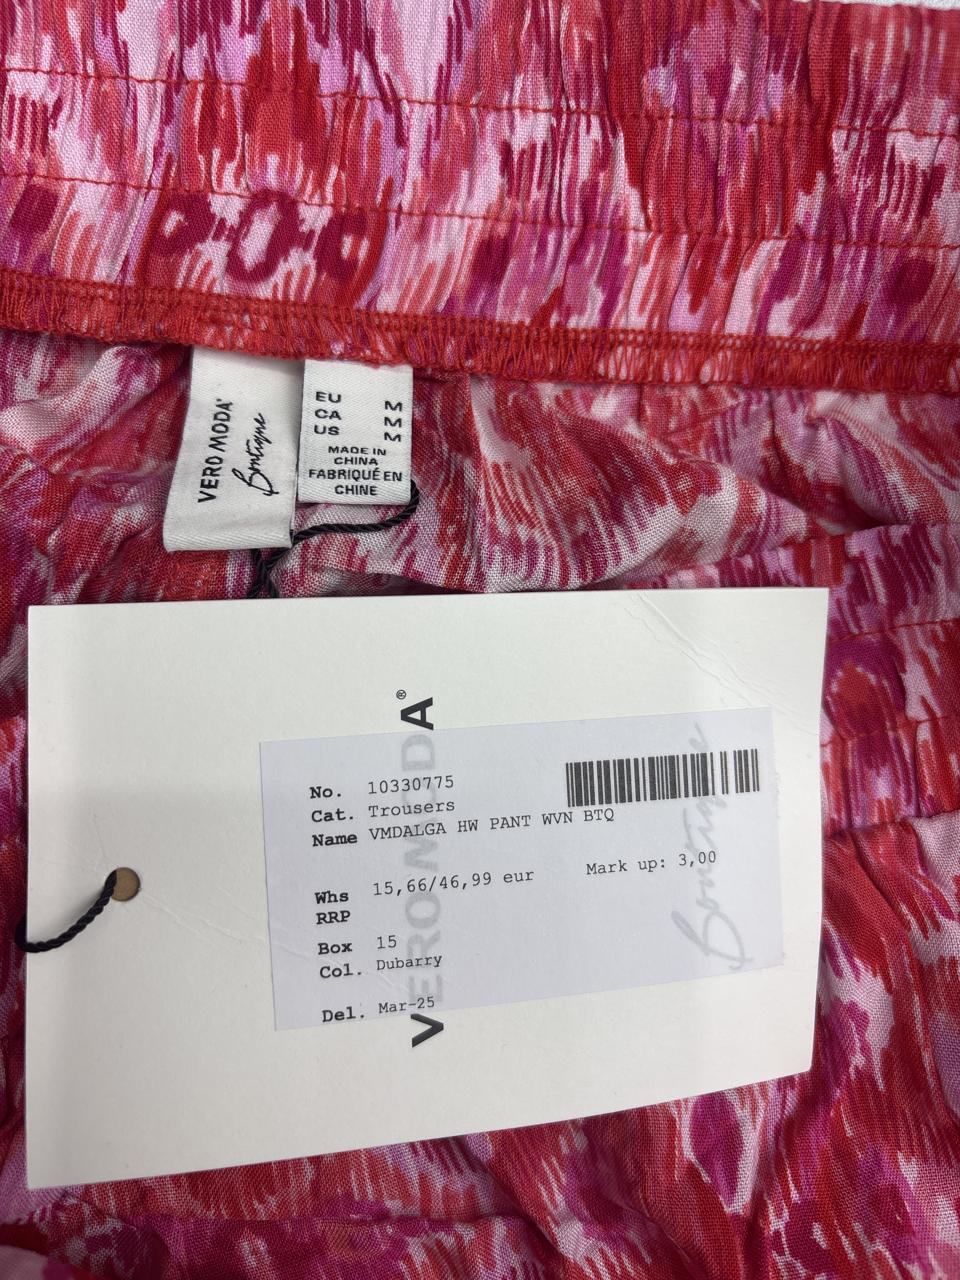 VERO MODA®
Boutique
EU M
CA M
US M
MADE IN
CHINA
FABRIQUÉ EN
CHINE
VERO MODA®
Boutique
No. 10330775
Cat. Trousers
Name VMDALGA HW PANT WVN BTQ
Whs 15,66/46,99 eur Mark up: 3,00
RRP
Box 15
Col. Dubarry
Del. Mar-25